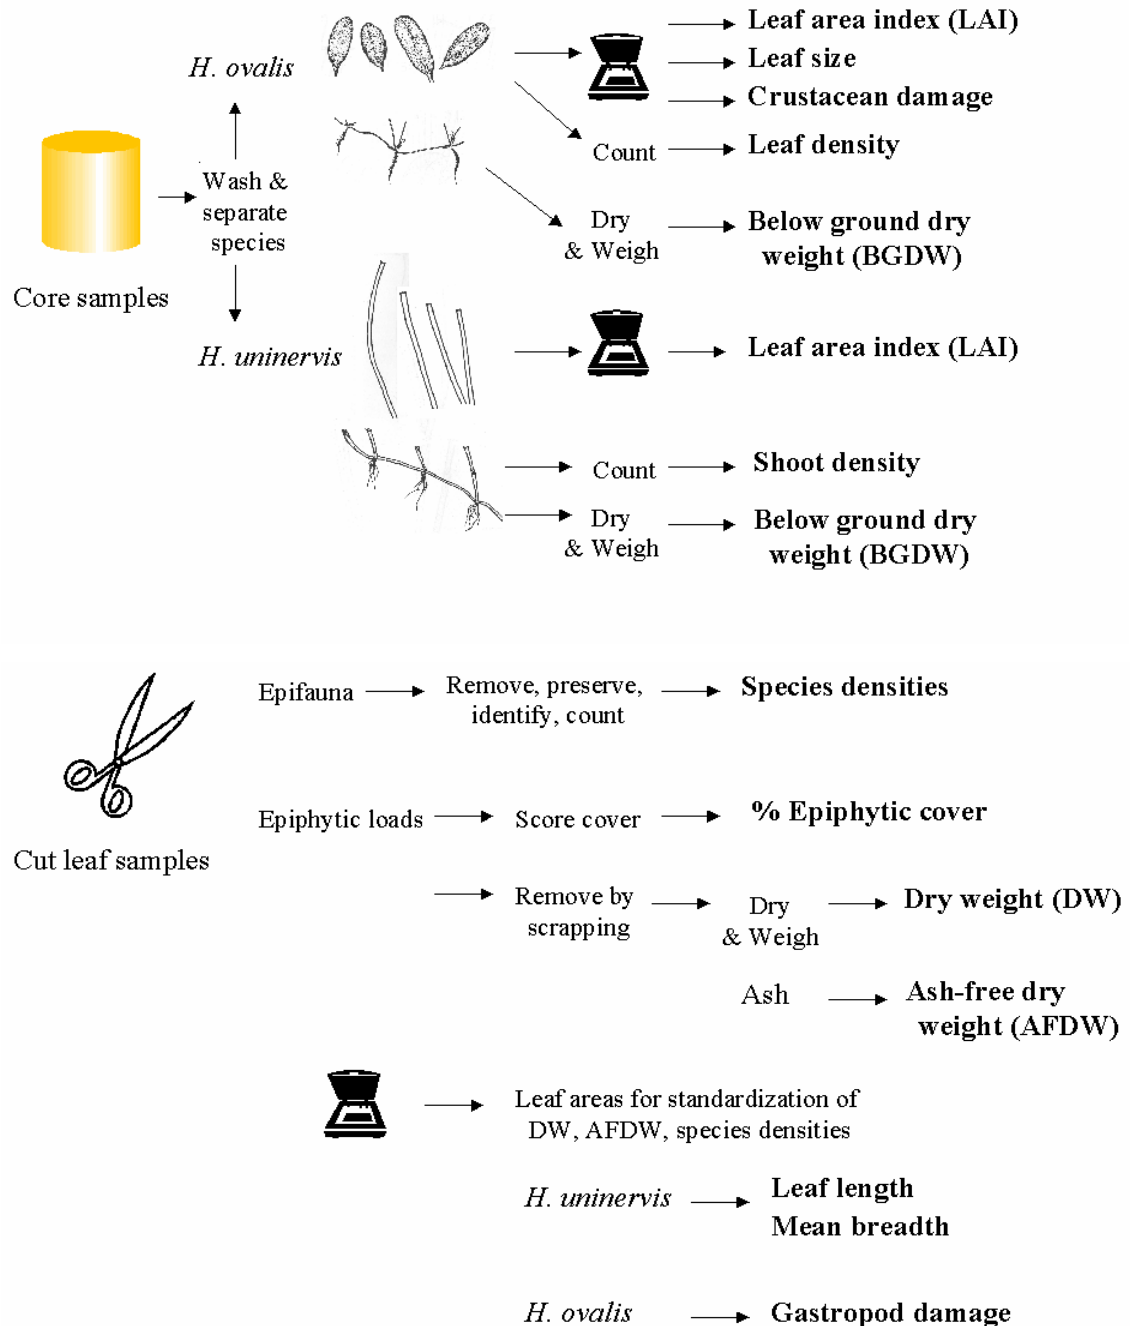 Leaf area index (LAI)
H. ovalis
Leaf size
Crustacean damage
Count
Leaf density
Wash &
separate
species
Dry
& Weigh
Below ground dry
weight (BGDW)
Core samples
H. uninervis
Leaf area index (LAI)
Count
Shoot density
Dry
& Weigh
Below ground dry
weight (BGDW)
Epifauna
Remove, preserve,
identify, count
Species densities
Cut leaf samples
Epiphytic loads
Score cover
% Epiphytic cover
Remove by
scrapping
Dry
& Weigh
Dry weight (DW)
Ash
Ash-free dry
weight (AFDW)
Leaf areas for standardization of
DW, AFDW, species densities
H. uninervis
Leaf length
Mean breadth
H. ovalis
Gastropod damage